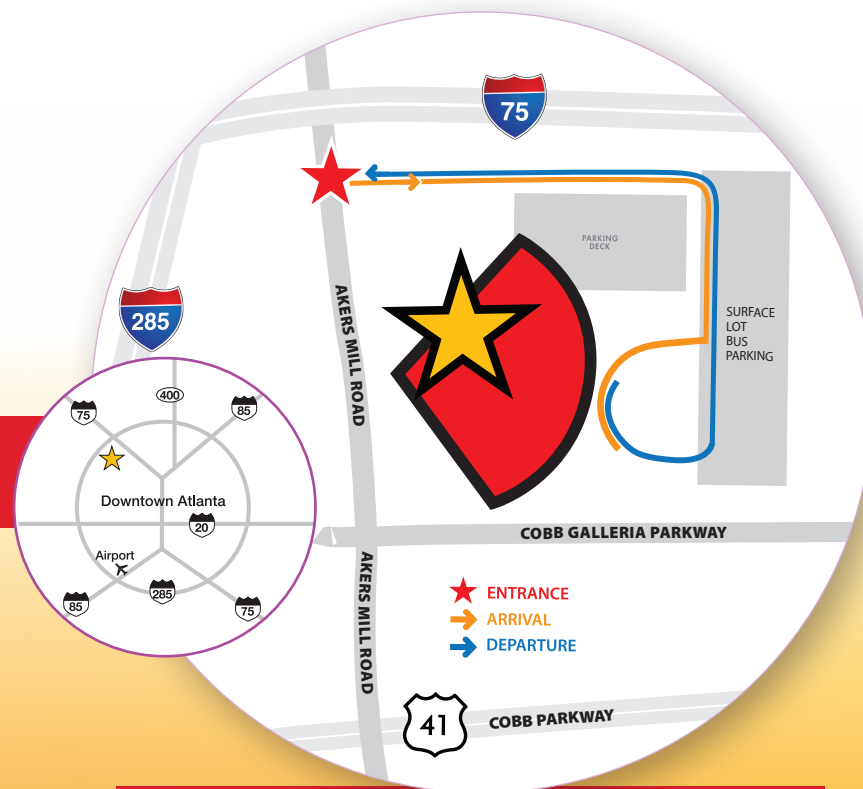 75
285
AKERS MILL ROAD
PARKING
DECK
SURFACE
LOT
BUS
PARKING
COBB GALLERIA PARKWAY
AKERS MILL ROAD
ENTRANCE
ARRIVAL
DEPARTURE
41
COBB PARKWAY
75
400
85
Downtown Atlanta
20
Airport
85
285
75